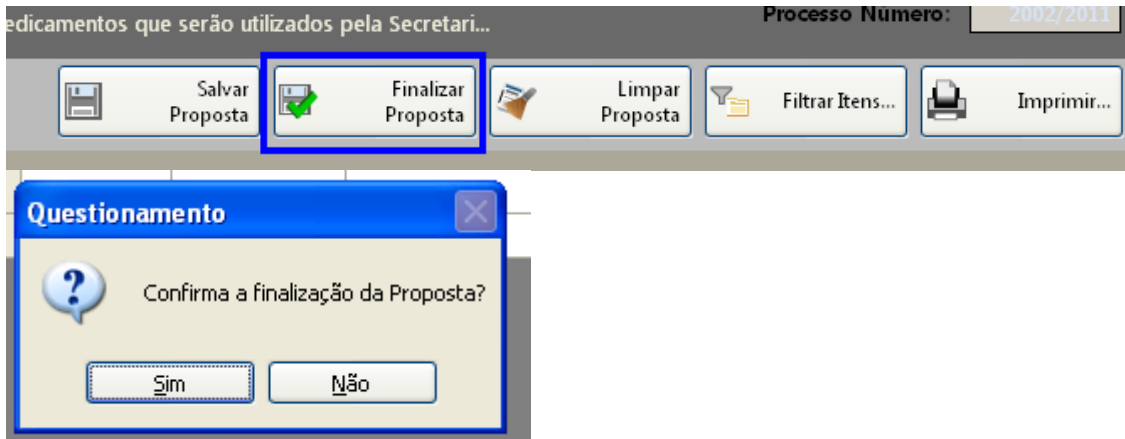 edicamentos que serão utilizados pela Secretari...
Processo Número: 2002/2011
Salvar
Proposta
Finalizar
Proposta
Limpar
Proposta
Filtrar Itens...
Imprimir...
Questionamento
Confirma a finalização da Proposta?
Sim
Não